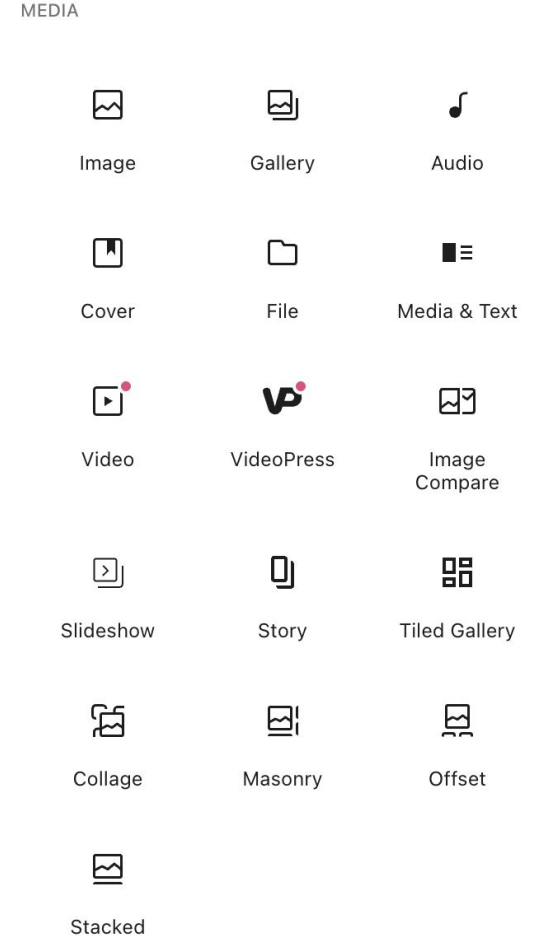 MEDIA
Image
Gallery
Audio
Cover
File
Media & Text
Video
VP
VideoPress
Image
Compare
Slideshow
Story
Tiled Gallery
Collage
Masonry
Offset
Stacked